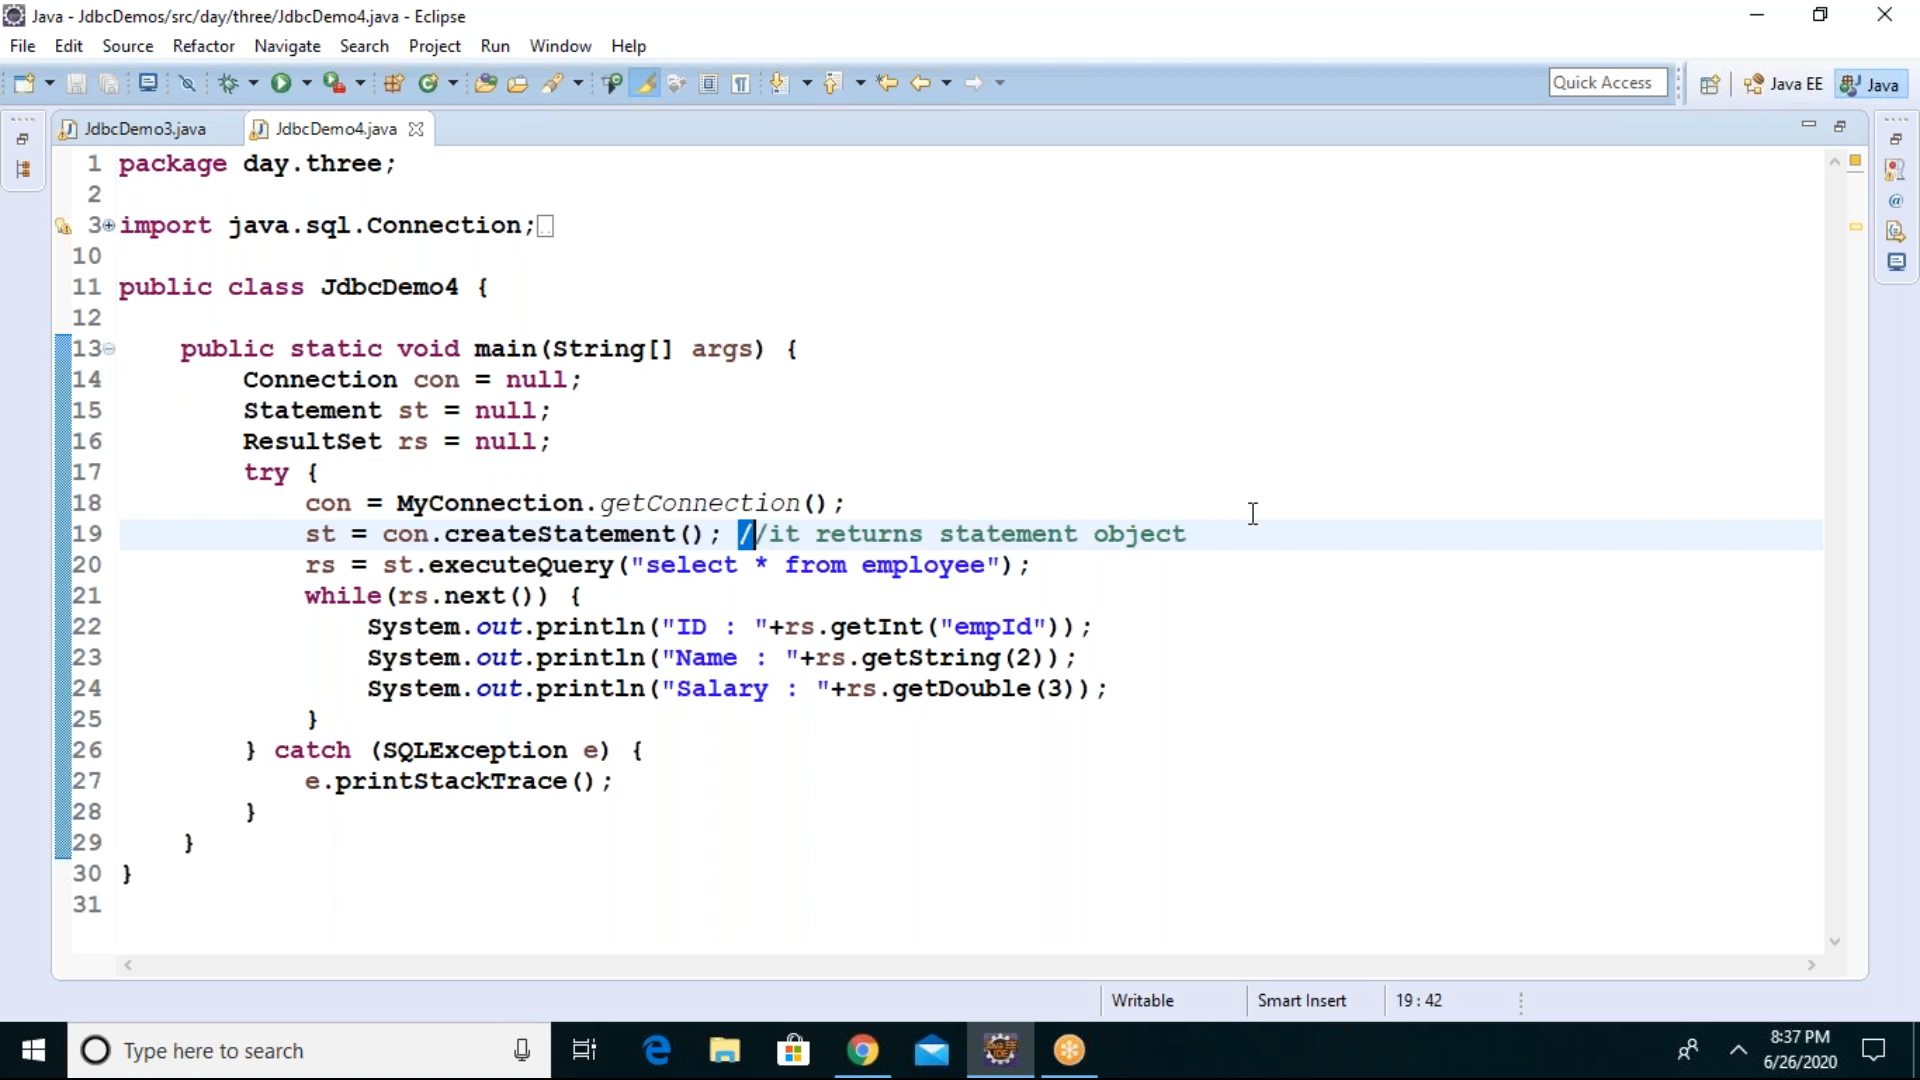 Java - JdbcDemos/src/day/three/JdbcDemo4.java - Eclipse
File Edit Source Refactor Navigate Search Project Run Window Help
Quick Access Java EE Java
JdbcDemo3.java JdbcDemo4.java
1 package day.three;
2
3 import java.sql.Connection;
10
11 public class JdbcDemo4 {
12
13 public static void main(String[] args) {
14 Connection con = null;
15 Statement st = null;
16 ResultSet rs = null;
17 try {
18 con = MyConnection.getConnection();
19 st = con.createStatement(); //it returns statement object
20 rs = st.executeQuery("select * from employee");
21 while(rs.next()) {
22 System.out.println("ID : "+rs.getInt("empId"));
23 System.out.println("Name : "+rs.getString(2));
24 System.out.println("Salary : "+rs.getDouble(3));
25 }
26 } catch (SQLException e) {
27 e.printStackTrace();
28 }
29 }
30 }
31
Writable Smart Insert 19 : 42
Type here to search
8:37 PM
6/26/2020